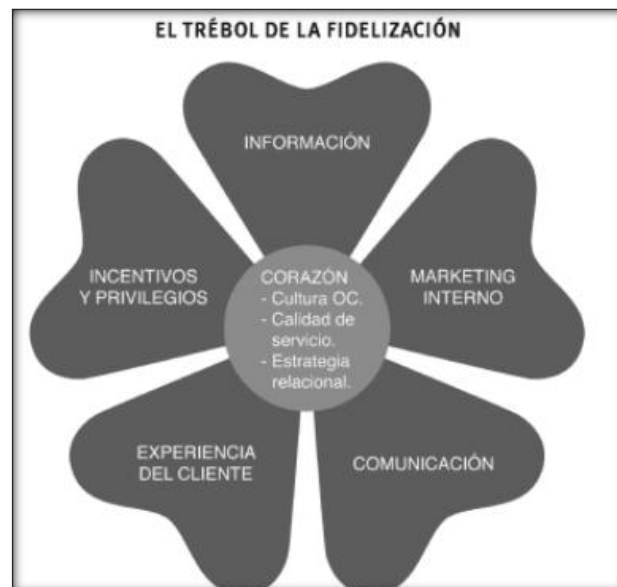 EL TRÉBOL DE LA FIDELIZACIÓN
INFORMACIÓN
INCENTIVOS
Y PRIVILEGIOS
CORAZÓN
- Cultura OC.
- Calidad de
servicio.
- Estrategia
relacional.
MARKETING
INTERNO
EXPERIENCIA
DEL CLIENTE
COMUNICACIÓN